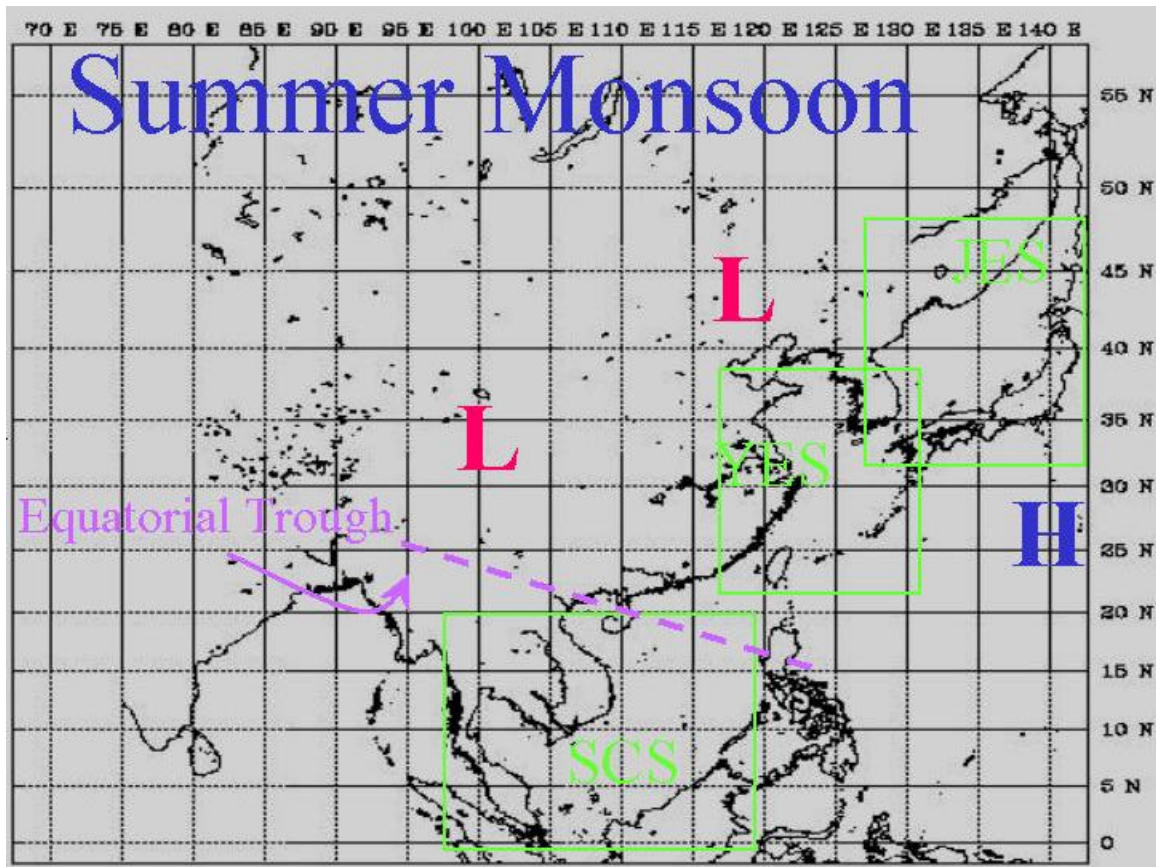 70 E 75 E 80 E 85 E 90 E 95 E 100 E 105 E 110 E 115 E 120 E 125 E 130 E 135 E 140 E
Summer Monsoon
55 N
50 N
JES
45 N
L
40 N
L
35 N
YES
30 N
Equatorial Trough
H
25 N
20 N
15 N
10 N
SCS
5 N
0